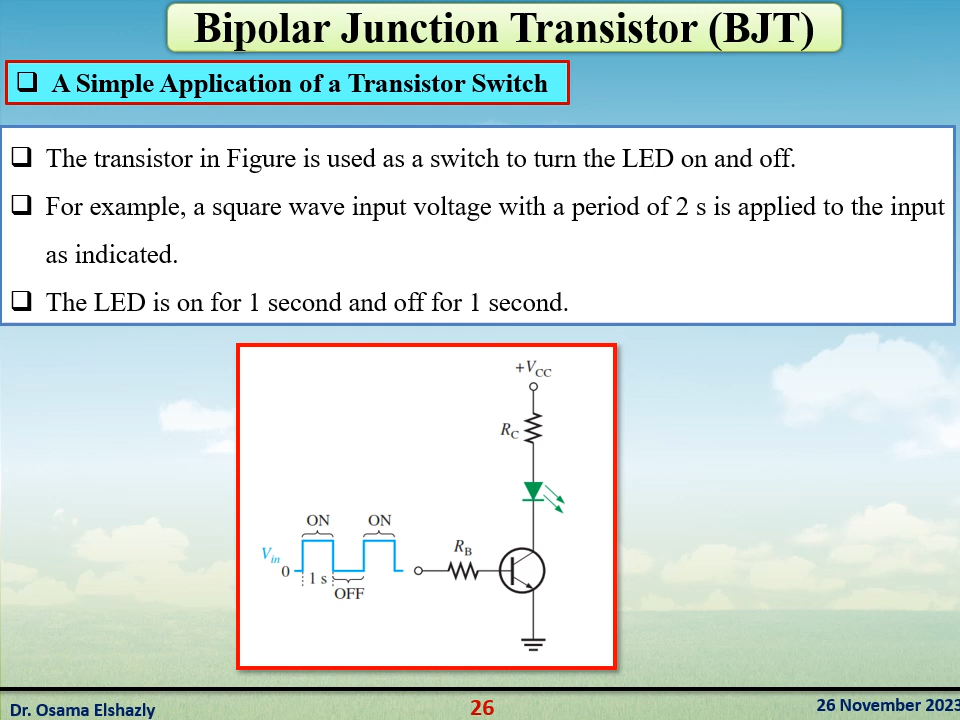 Bipolar Junction Transistor (BJT)
❑ A Simple Application of a Transistor Switch
❑ The transistor in Figure is used as a switch to turn the LED on and off.
❑ For example, a square wave input voltage with a period of 2 s is applied to the input
as indicated.
❑ The LED is on for 1 second and off for 1 second.
+VCC
RC
ON ON
Vin
RB
0
1 s
OFF
Dr. Osama Elshazly
26
26 November 2023